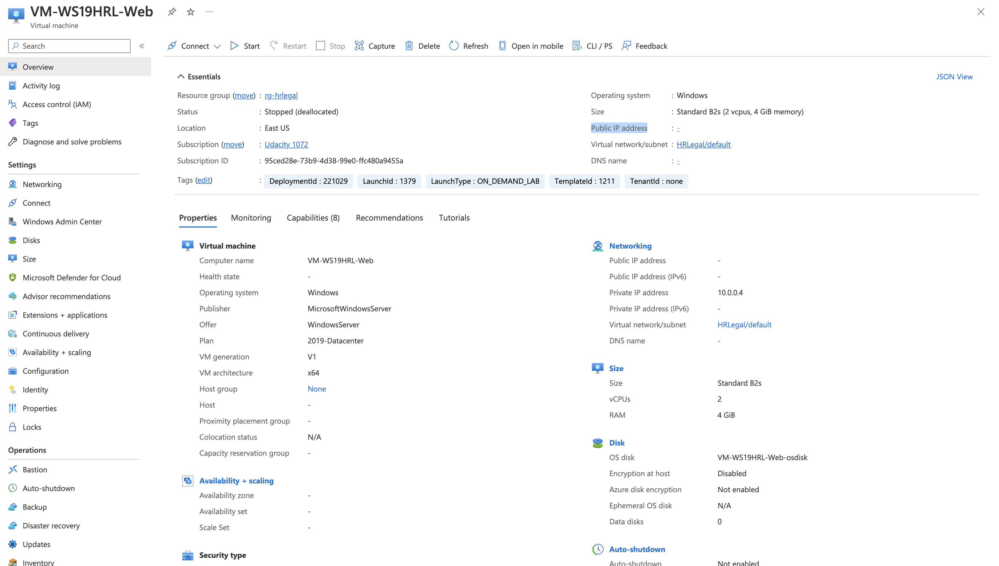 VM-WS19HRL-Web
Virtual machine
Search
«
Connect
Start
Restart
Stop
Capture
Delete
Refresh
Open in mobile
CLI / PS
Feedback
Overview
Activity log
Access control (IAM)
Tags
Diagnose and solve problems
Settings
Networking
Connect
Windows Admin Center
Disks
Size
Microsoft Defender for Cloud
Advisor recommendations
Extensions + applications
Continuous delivery
Availability + scaling
Configuration
Identity
Properties
Locks
Operations
Bastion
Auto-shutdown
Backup
Disaster recovery
Updates
Inventory
Essentials
JSON View
Resource group (move) : rg-hrlegal
Status : Stopped (deallocated)
Location : East US
Subscription (move) : Udacity 1072
Subscription ID : 95ced28e-73b9-4d38-99e0-ffc480a9455a
Operating system : Windows
Size : Standard B2s (2 vcpus, 4 GiB memory)
Public IP address : -
Virtual network/subnet : HRLegal/default
DNS name : -
Tags (edit) : DeploymentId : 221029 LaunchId : 1379 LaunchType : ON_DEMAND_LAB TemplateId : 1211 TenantId : none
Properties Monitoring Capabilities (8) Recommendations Tutorials
Virtual machine
Computer name VM-WS19HRL-Web
Health state -
Operating system Windows
Publisher MicrosoftWindowsServer
Offer WindowsServer
Plan 2019-Datacenter
VM generation V1
VM architecture x64
Host group None
Host -
Proximity placement group -
Colocation status N/A
Capacity reservation group -
Availability + scaling
Availability zone -
Availability set -
Scale Set -
Security type
Networking
Public IP address -
Public IP address (IPv6) -
Private IP address 10.0.0.4
Private IP address (IPv6) -
Virtual network/subnet HRLegal/default
DNS name -
Size
Size Standard B2s
vCPUs 2
RAM 4 GiB
Disk
OS disk VM-WS19HRL-Web-osdisk
Encryption at host Disabled
Azure disk encryption Not enabled
Ephemeral OS disk N/A
Data disks 0
Auto-shutdown
Auto-shutdown Not enabled